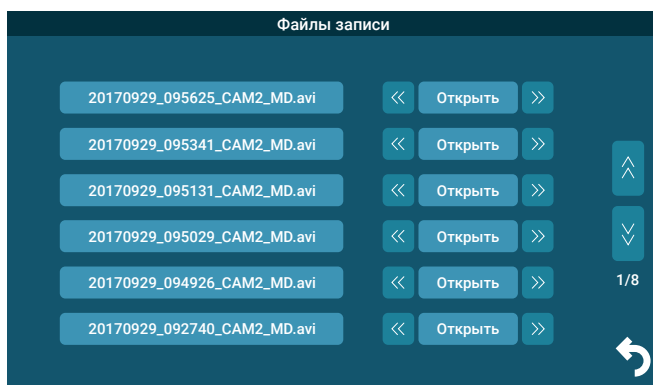 Файлы записи
20170929_095625_CAM2_MD.avi Открыть
20170929_095341_CAM2_MD.avi Открыть
20170929_095131_CAM2_MD.avi Открыть
20170929_095029_CAM2_MD.avi Открыть
20170929_094926_CAM2_MD.avi Открыть
1/8
20170929_092740_CAM2_MD.avi Открыть